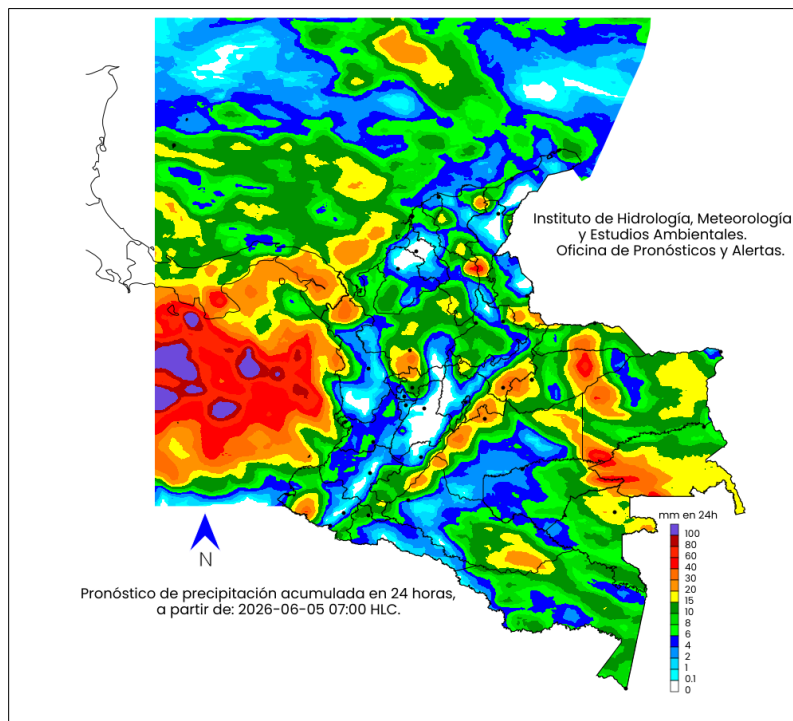 Instituto de Hidrología, Meteorología
y Estudios Ambientales.
Oficina de Pronósticos y Alertas.
mm en 24h
100
80
60
40
30
20
15
10
8
6
4
2
1
0.1
0
N
Pronóstico de precipitación acumulada en 24 horas,
a partir de: 2026-06-05 07:00 HLC.